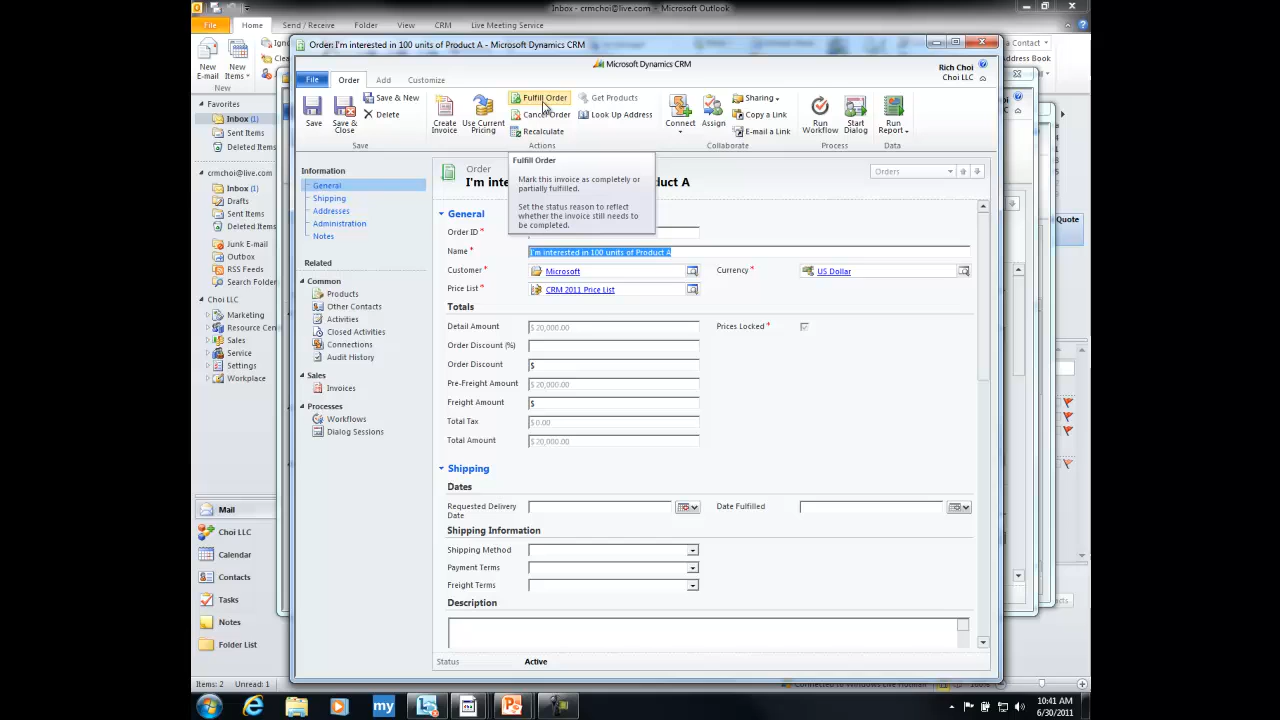 Inbox - crmchoi@live.com - Microsoft Outlook
File
Home
Send / Receive
Folder
View
CRM
Live Meeting Service
New E-mail
New Items
New
Ignore
Address Book
Favorites
Inbox (1)
Sent Items
Deleted Items
crmchoi@live.com
Inbox (1)
Drafts
Sent Items
Deleted Items
Junk E-mail
Outbox
RSS Feeds
Search Folders
Choi LLC
Marketing
Resource Cen
Sales
Service
Settings
Workplace
Mail
Choi LLC
Calendar
Contacts
Tasks
Notes
Folder List
Items: 2 Unread: 1
Order: I'm interested in 100 units of Product A - Microsoft Dynamics CRM
Microsoft Dynamics CRM
Rich Choi
Choi LLC
File
Order
Add
Customize
Save
Save & Close
Save & New
Delete
Save
Create Invoice
Use Current Pricing
Fulfill Order
Cancel Order
Recalculate
Get Products
Look Up Address
Actions
Connect
Assign
Sharing
Copy a Link
E-mail a Link
Collaborate
Run Workflow
Start Dialog
Process
Run Report
Data
Fulfill Order
Mark this invoice as completely or
partially fulfilled.
Set the status reason to reflect
whether the invoice still needs to
be completed.
Information
General
Shipping
Addresses
Administration
Notes
Related
Common
Products
Other Contacts
Activities
Closed Activities
Connections
Audit History
Sales
Invoices
Processes
Workflows
Dialog Sessions
Order
I'm inte
duct A
Orders
Quote
General
Order ID *
Name * I'm interested in 100 units of Product A
Customer * Microsoft Currency * US Dollar
Price List * CRM 2011 Price List
Totals
Detail Amount $ 20,000.00 Prices Locked *
Order Discount (%)
Order Discount $
Pre-Freight Amount $ 20,000.00
Freight Amount $
Total Tax $ 0.00
Total Amount $ 20,000.00
Shipping
Dates
Requested Delivery Date Date Fulfilled
Shipping Information
Shipping Method
Payment Terms
Freight Terms
Description
Status Active
my
10:41 AM
6/30/2011